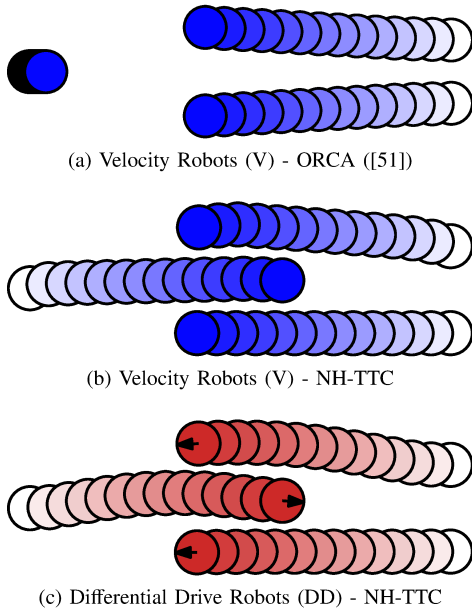 (a) Velocity Robots (V) - ORCA ([51])
(b) Velocity Robots (V) - NH-TTC
(c) Differential Drive Robots (DD) - NH-TTC